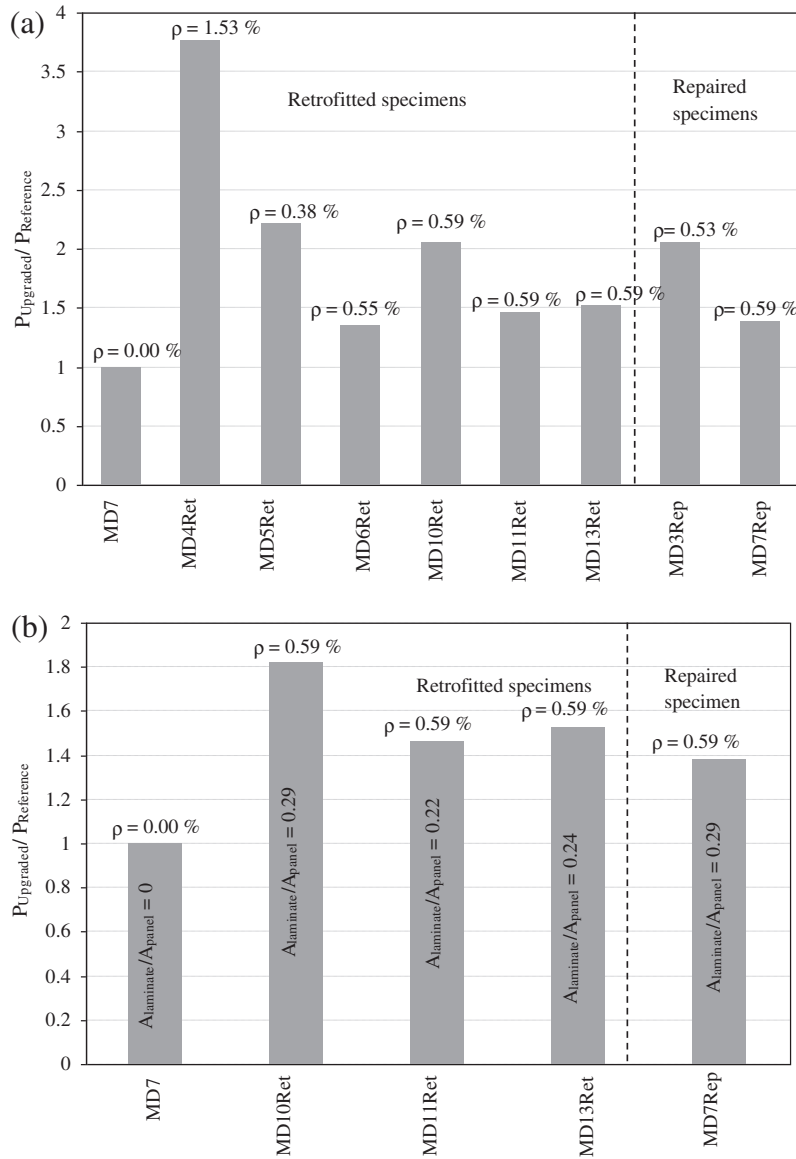 (a)
4
3.5
3
2.5
2
1.5
1
0.5
0
PUpgraded/ PReference
ρ = 0.00 %
ρ = 1.53 %
ρ = 0.38 %
ρ = 0.55 %
ρ = 0.59 %
ρ = 0.59 %
ρ = 0.59 %
ρ= 0.53 %
ρ = 0.59 %
Retrofitted specimens
Repaired
specimens
MD7
MD4Ret
MD5Ret
MD6Ret
MD10Ret
MD11Ret
MD13Ret
MD3Rep
MD7Rep
(b)
2
1.8
1.6
1.4
1.2
1
0.8
0.6
0.4
0.2
0
PUpgraded/ PReference
ρ = 0.00 %
ρ = 0.59 %
ρ = 0.59 %
ρ = 0.59 %
ρ = 0.59 %
Retrofitted specimens
Repaired
specimen
Alaminate/Apanel = 0
Alaminate/Apanel = 0.29
Alaminate/Apanel = 0.22
Alaminate/Apanel = 0.24
Alaminate/Apanel = 0.29
MD7
MD10Ret
MD11Ret
MD13Ret
MD7Rep